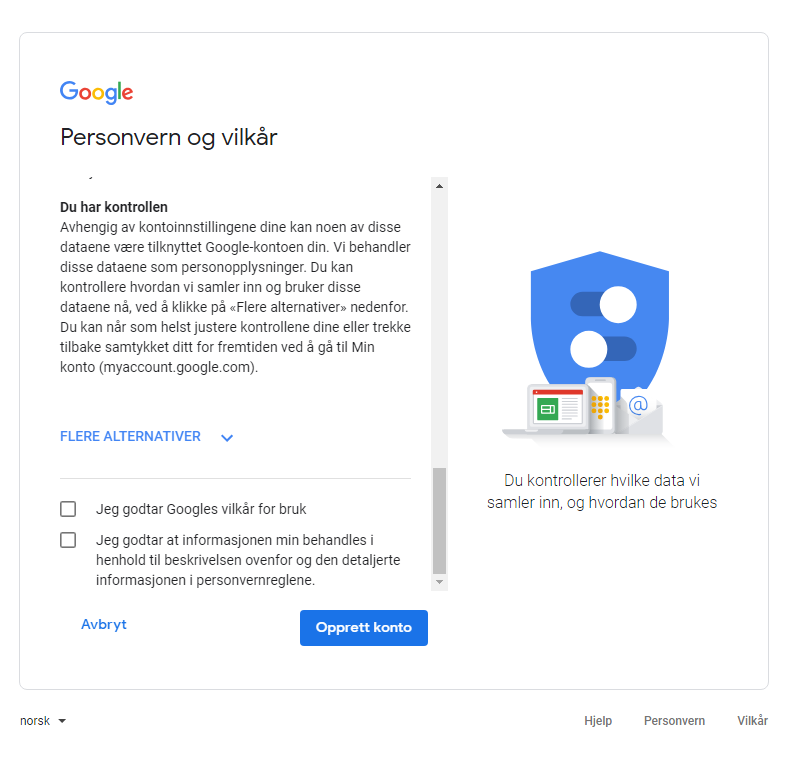 Google
Personvern og vilkår
Du har kontrollen
Avhengig av kontoinnstillingene dine kan noen av disse
dataene være tilknyttet Google-kontoen din. Vi behandler
disse dataene som personopplysninger. Du kan
kontrollere hvordan vi samler inn og bruker disse
dataene nå, ved å klikke på «Flere alternativer» nedenfor.
Du kan når som helst justere kontrollene dine eller trekke
tilbake samtykket ditt for fremtiden ved å gå til Min
konto (myaccount.google.com).
FLERE ALTERNATIVER
Jeg godtar Googles vilkår for bruk
Jeg godtar at informasjonen min behandles i
henhold til beskrivelsen ovenfor og den detaljerte
informasjonen i personvernreglene.
Avbryt
Opprett konto
@
Du kontrollerer hvilke data vi
samler inn, og hvordan de brukes
norsk
Hjelp
Personvern
Vilkår